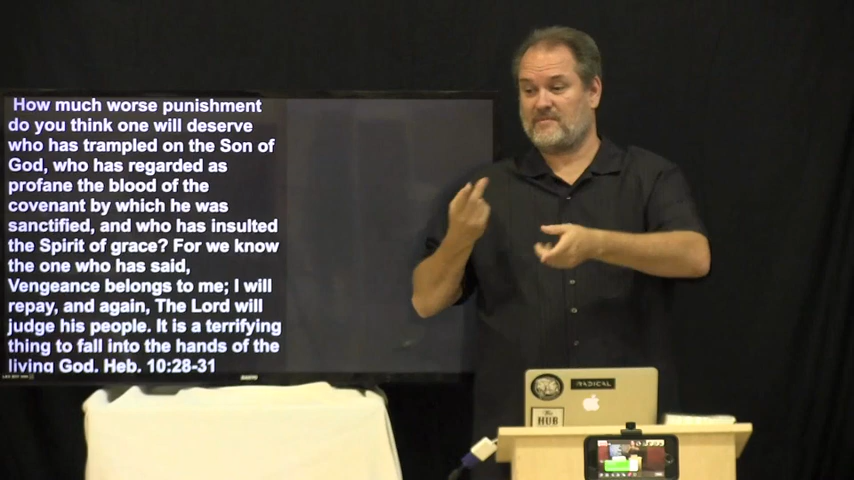 How much worse punishment
do you think one will deserve
who has trampled on the Son of
God, who has regarded as
profane the blood of the
covenant by which he was
sanctified, and who has insulted
the Spirit of grace? For we know
the one who has said,
Vengeance belongs to me; I will
repay, and again, The Lord will
judge his people. It is a terrifying
thing to fall into the hands of the
living God. Heb. 10:28-31
RADICAL
The
HUB